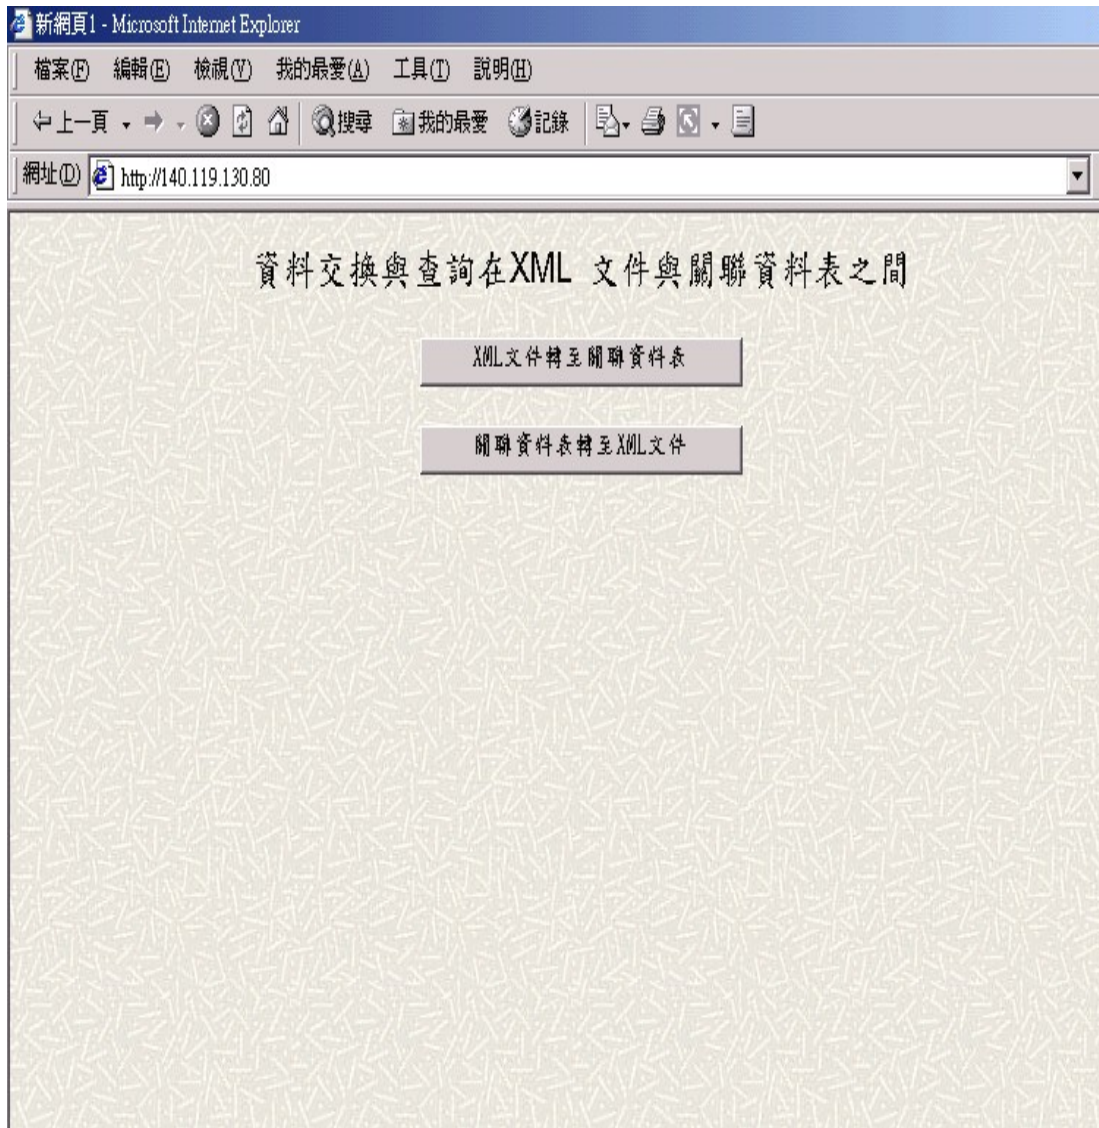 新網頁1 - Microsoft Internet Explorer
檔案(F) 編輯(E) 檢視(V) 我的最愛(A) 工具(T) 說明(H)
上一頁 搜尋 我的最愛 記錄
網址(D) http://140.119.130.80
資料交換與查詢在XML 文件與關聯資料表之間
XML文件轉至關聯資料表
關聯資料表轉至XML文件